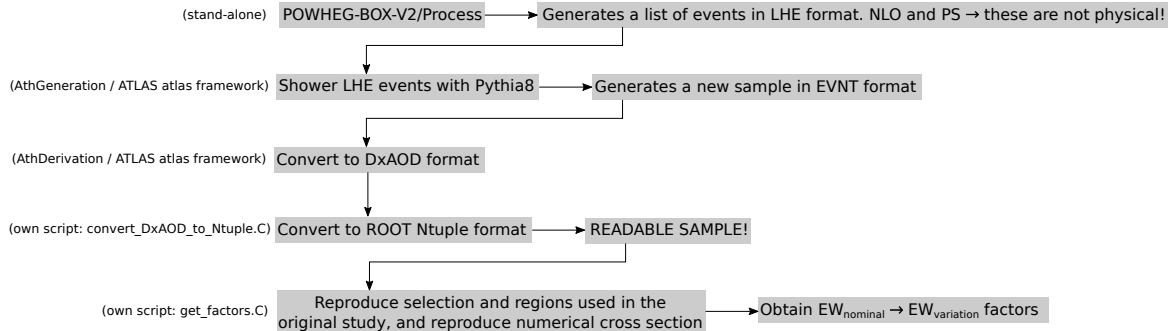 (stand-alone)
POWHEG-BOX-V2/Process
Generates a list of events in LHE format. NLO and PS → these are not physical!
(AthGeneration / ATLAS atlas framework)
Shower LHE events with Pythia8
Generates a new sample in EVNT format
(AthDerivation / ATLAS atlas framework)
Convert to DxAOD format
(own script: convert_DxAOD_to_Ntuple.C)
Convert to ROOT Ntuple format
READABLE SAMPLE!
(own script: get_factors.C)
Reproduce selection and regions used in the
original study, and reproduce numerical cross section
Obtain EWnominal → EWvariation factors